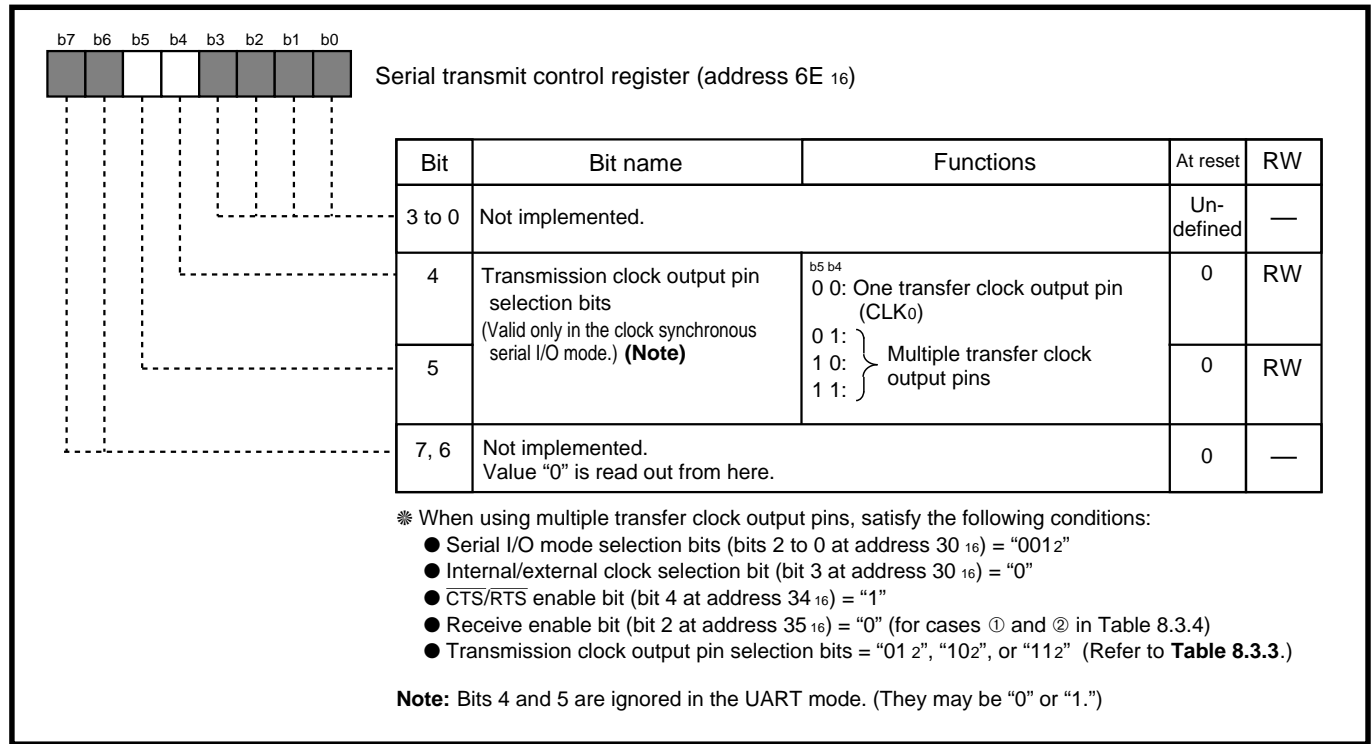 b7 b6 b5 b4 b3 b2 b1 b0
Serial transmit control register (address 6E 16)
Bit Bit name Functions At reset RW
3 to 0 Not implemented. Un-
defined —
4 Transmission clock output pin
selection bits
(Valid only in the clock synchronous
serial I/O mode.) (Note)
b5 b4
0 0: One transfer clock output pin
(CLK0)
0 1:
1 0:
1 1:
Multiple transfer clock
output pins
0 RW
5 0 RW
7, 6 Not implemented.
Value “0” is read out from here.
0 —
❊ When using multiple transfer clock output pins, satisfy the following conditions:
● Serial I/O mode selection bits (bits 2 to 0 at address 30 16) = “0012”
● Internal/external clock selection bit (bit 3 at address 30 16) = “0”
● C̅T̅S̅/R̅T̅S̅ enable bit (bit 4 at address 34 16) = “1”
● Receive enable bit (bit 2 at address 35 16) = “0” (for cases ① and ② in Table 8.3.4)
● Transmission clock output pin selection bits = “01 2”, “102”, or “112” (Refer to Table 8.3.3.)
Note: Bits 4 and 5 are ignored in the UART mode. (They may be “0” or “1.”)